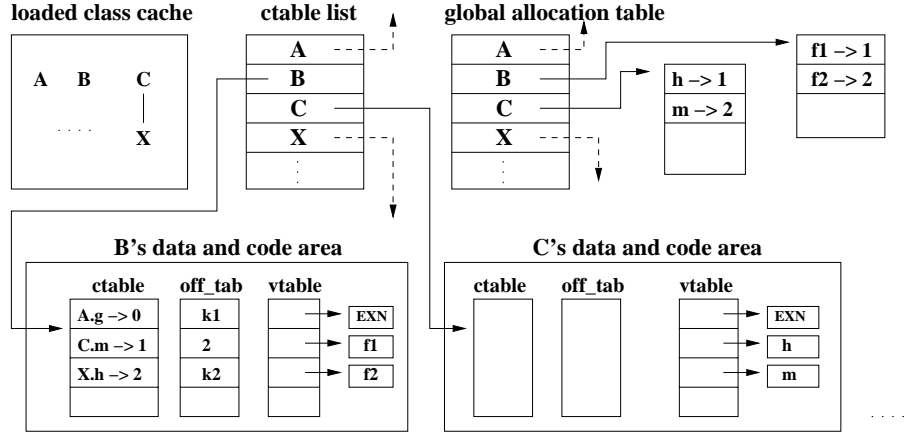 loaded class cache
A B C
. . . .
X
ctable list
A
B
C
X
global allocation table
A
B
C
X
h −> 1
m −> 2
f1 −> 1
f2 −> 2
B's data and code area
ctable off_tab vtable
A.g −> 0 k1 EXN
C.m −> 1 2 f1
X.h −> 2 k2 f2
C's data and code area
ctable off_tab vtable
EXN
h
m
. . . .